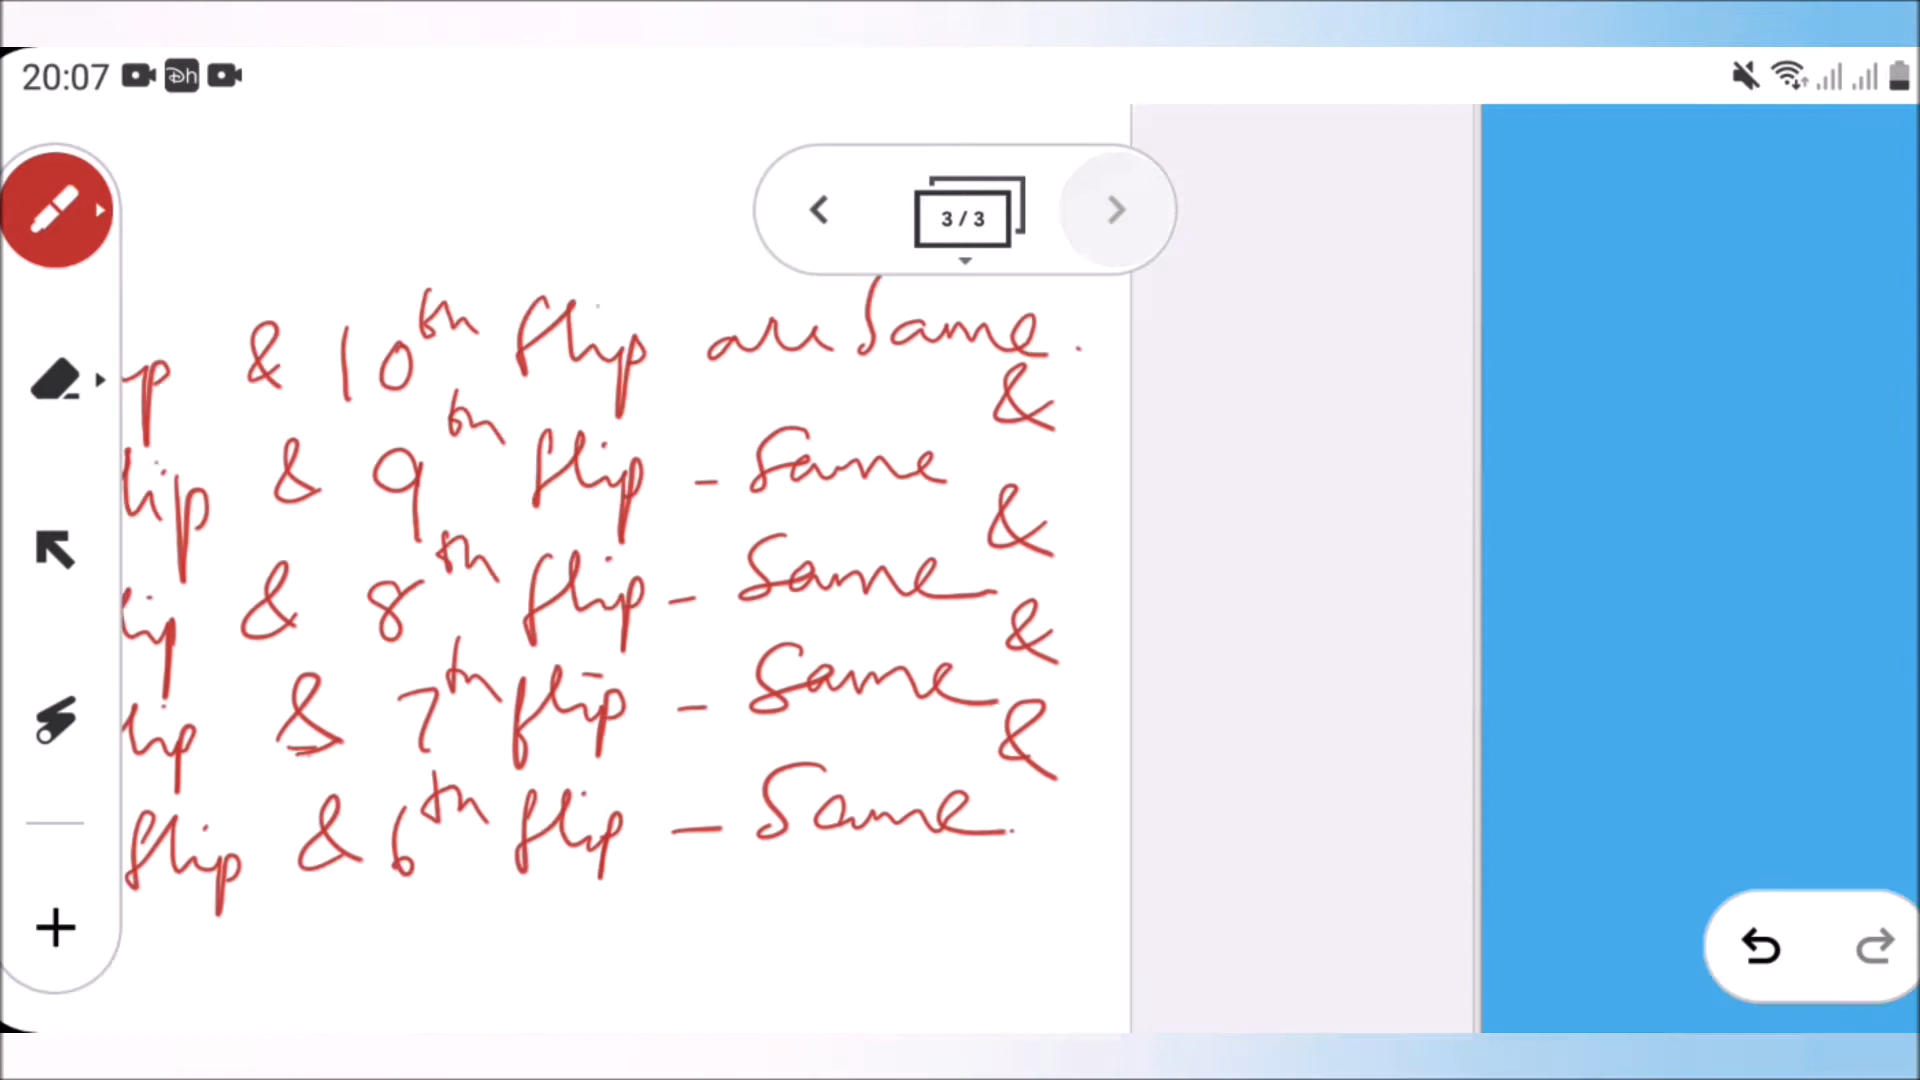 20:07
3 / 3
p & 10th flip are same.
&
lip & 9th flip - same
&
ip & 8th flip - same
&
lip & 7th flip - same
&
flip & 6th flip - same.